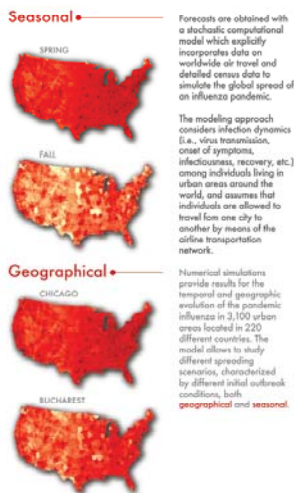 Seasonal
SPRING
FALL
Geographical
CHICAGO
BUCHAREST
Forecasts are obtained with
a stochastic computational
model which explicitly
incorporates data on
worldwide air travel and
detailed census data to
simulate the global spread of
an influenza pandemic.
The modeling approach
considers infection dynamics
(i.e., virus transmission,
onset of symptoms,
infectiousness, recovery, etc.)
among individuals living in
urban areas around the
world, and assumes that
individuals are allowed to
travel fom one city to
another by means of the
airline transportation
network.
Numerical simulations
provide results for the
temporal and geographic
evolution of the pandemic
influenza in 3,100 urban
areas located in 220
different countries. The
model allows to study
different spreading
scenarios, characterized
by different initial outbreak
conditions, both
geographical and seasonal.